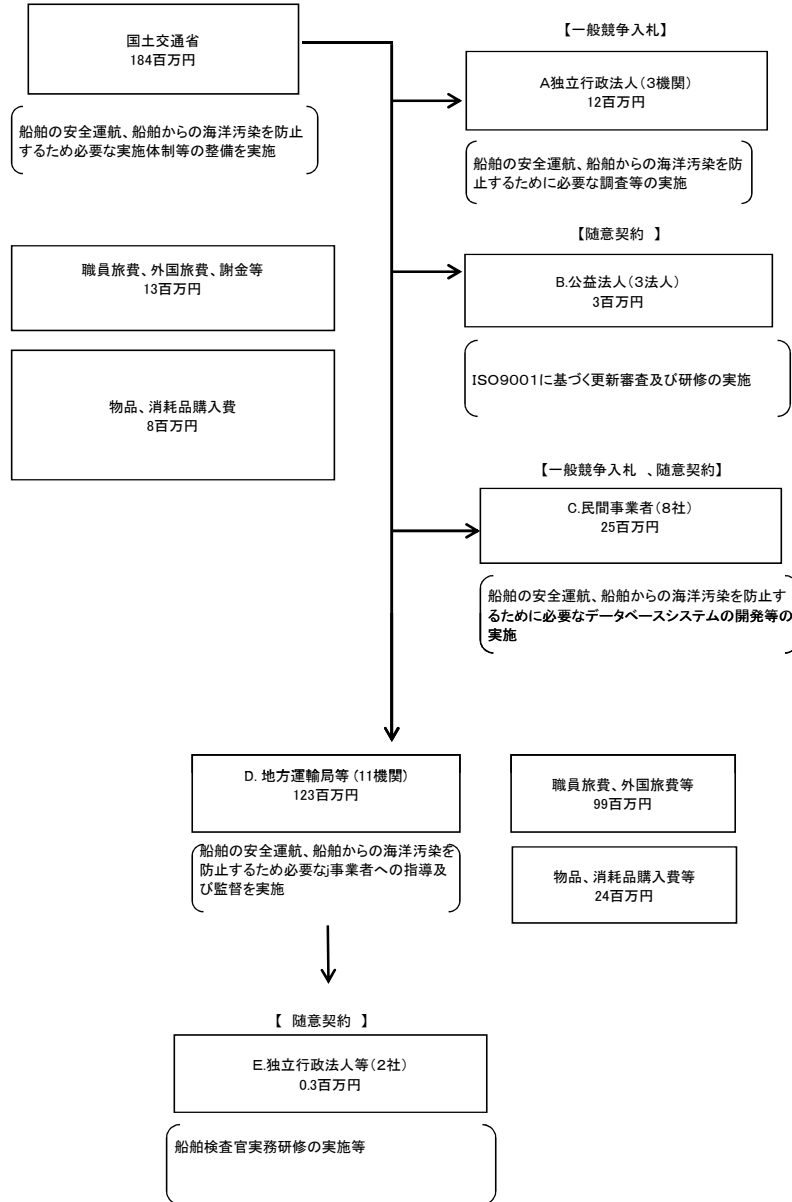 国土交通省
184百万円
船舶の安全運航、船舶からの海洋汚染を防止
するため必要な実施体制等の整備を実施
職員旅費、外国旅費、謝金等
13百万円
物品、消耗品購入費
8百万円
【一般競争入札】
A独立行政法人(3機関)
12百万円
船舶の安全運航、船舶からの海洋汚染を防
止するために必要な調査等の実施
【随意契約 】
B.公益法人(3法人)
3百万円
ISO9001に基づく更新審査及び研修の実施
【一般競争入札 、随意契約】
C.民間事業者(8社)
25百万円
船舶の安全運航、船舶からの海洋汚染を防止す
るために必要なデータベースシステムの開発等の
実施
D. 地方運輸局等 (11機関)
123百万円
船舶の安全運航、船舶からの海洋汚染を
防止するため必要なj事業者への指導及
び監督を実施
職員旅費、外国旅費等
99百万円
物品、消耗品購入費等
24百万円
【 随意契約 】
E.独立行政法人等(2社)
0.3百万円
船舶検査官実務研修の実施等